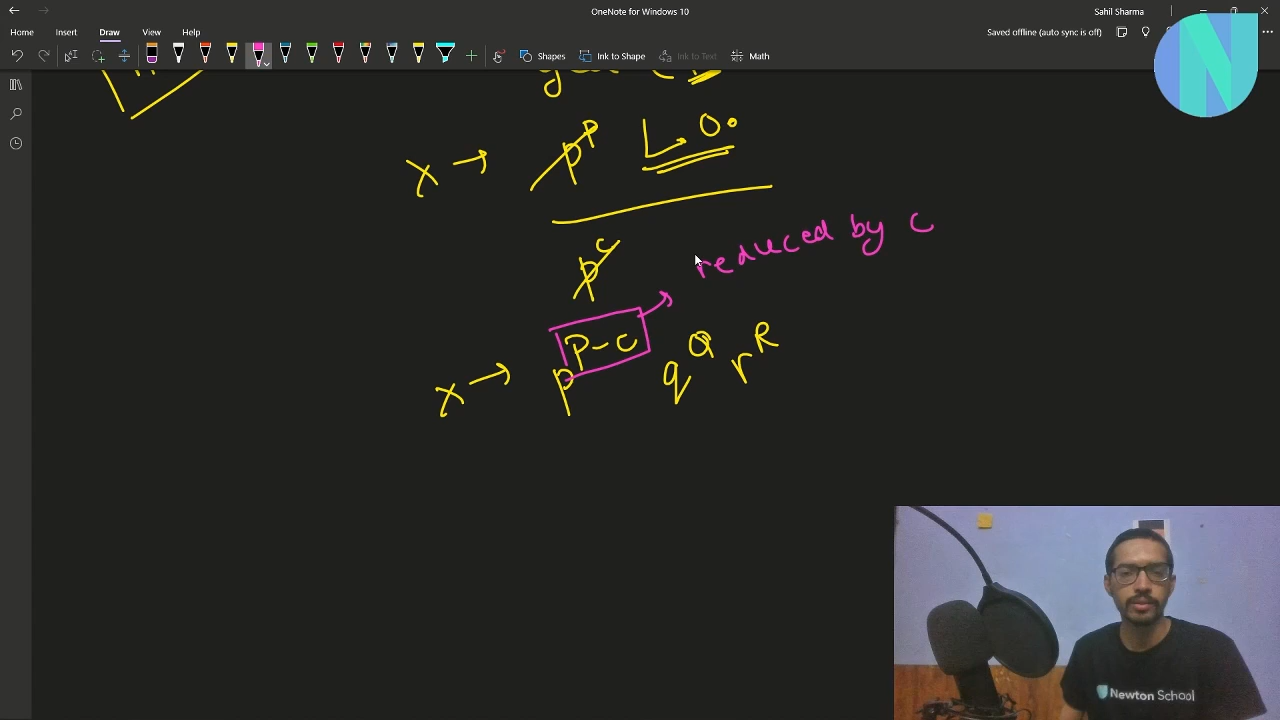 OneNote for Windows 10
Sahil Sharma
Home Insert Draw View Help
Saved offline (auto sync is off)
Shapes Ink to Shape Ink to Text Math
x → p^P 0.
p^c
reduced by c
x → p^P-c q^Q r^R
Newton School